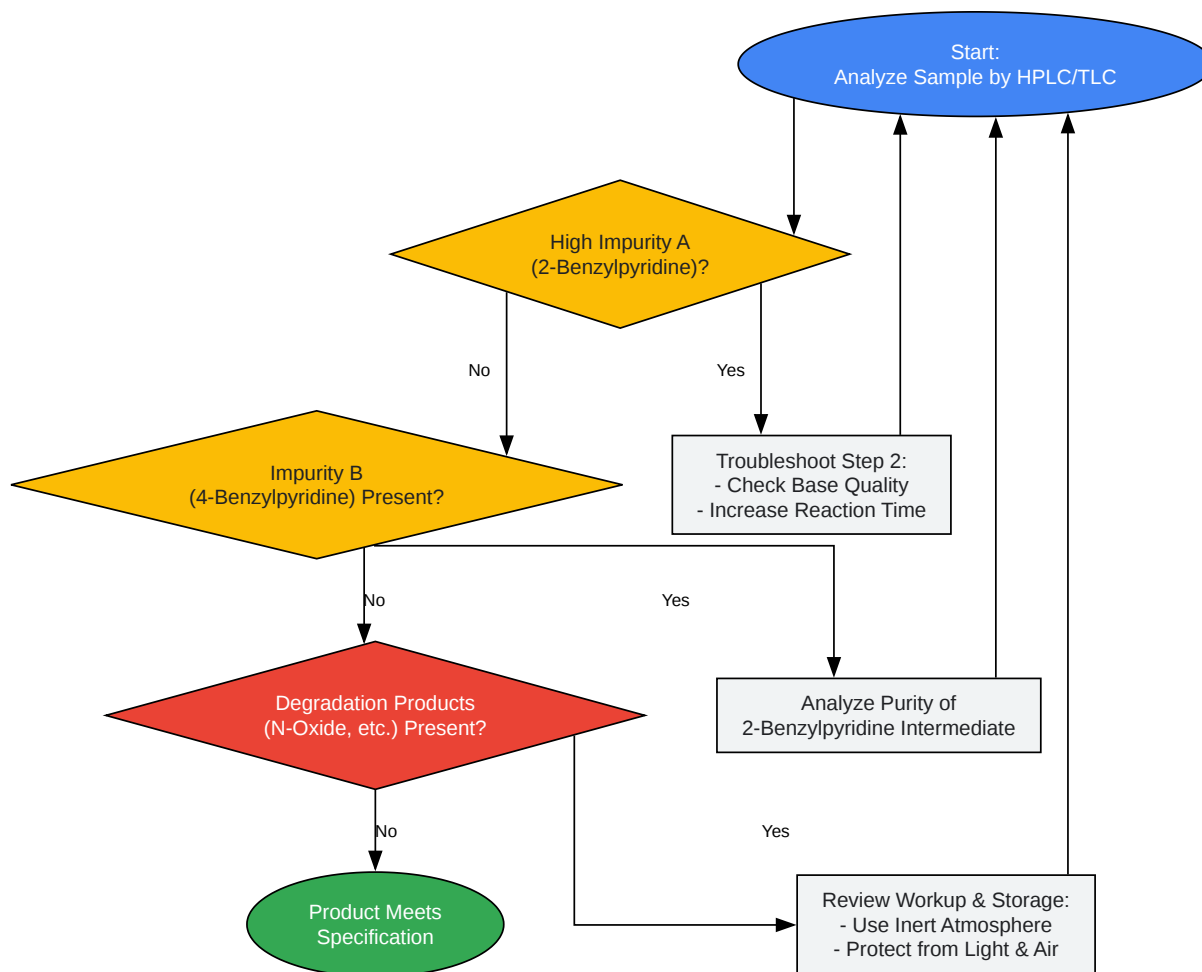 Start:
Analyze Sample by HPLC/TLC
High Impurity A
(2-Benzylpyridine)?
No
Yes
Impurity B
(4-Benzylpyridine) Present?
Troubleshoot Step 2:
- Check Base Quality
- Increase Reaction Time
No
Yes
Degradation Products
(N-Oxide, etc.) Present?
Analyze Purity of
2-Benzylpyridine Intermediate
No
Yes
Product Meets
Specification
Review Workup & Storage:
- Use Inert Atmosphere
- Protect from Light & Air